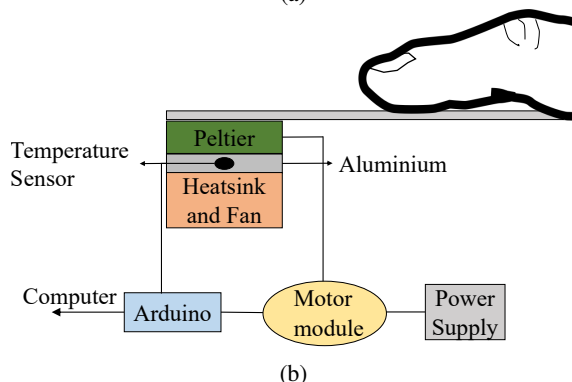 (a)
Peltier
Temperature
Sensor
Aluminium
Heatsink
and Fan
Computer
Arduino
Motor
module
Power
Supply
(b)